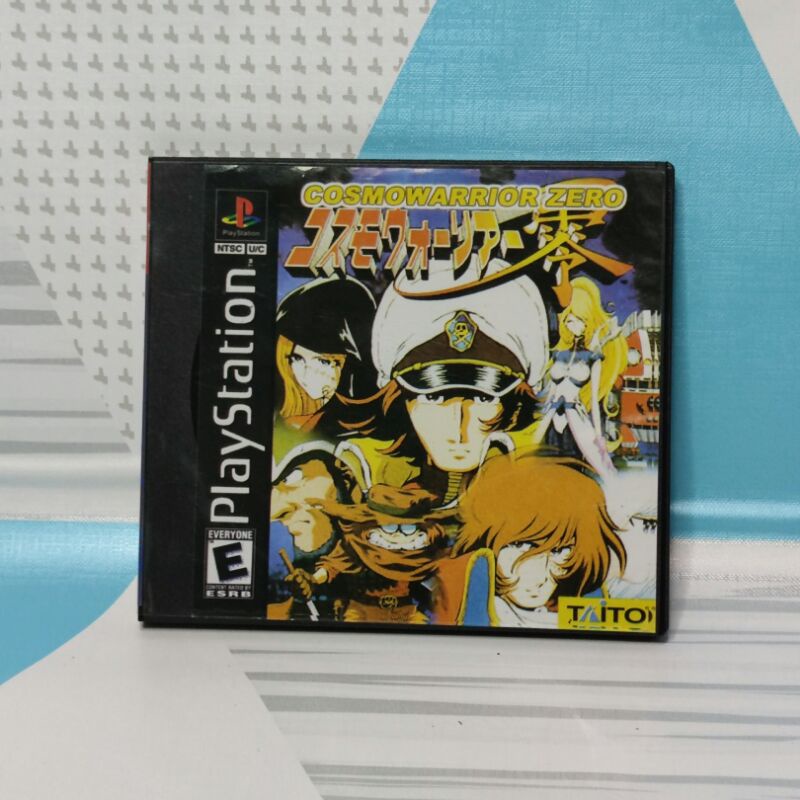 PlayStation
NTSC U/C
PlayStation
EVERYONE
E
CONTENT RATED BY
ESRB
COSMOWARRIOR ZERO
コスモウォーリアー零
TAITO